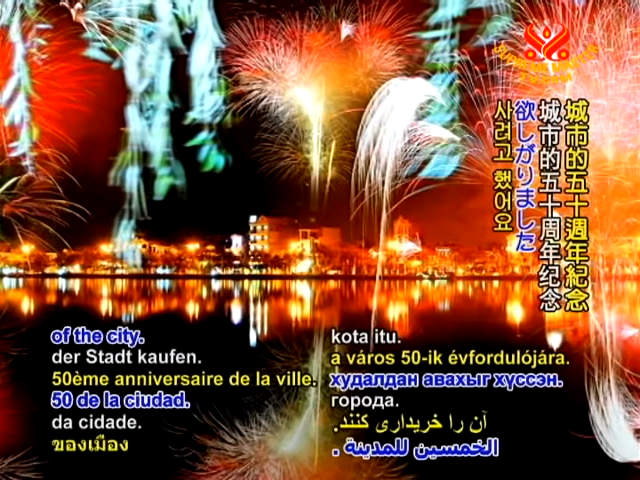 城市的五十週年紀念
城市的五十周年纪念
欲しがりました
사려고 했어요
of the city.
der Stadt kaufen.
50ème anniversaire de la ville.
50 de la ciudad.
da cidade.
ของเมือง
kota itu.
a város 50-ik évfordulójára.
худалдан авахыг хүссэн.
города.
آن را خریداری کنند.
الخمسين للمدينة .